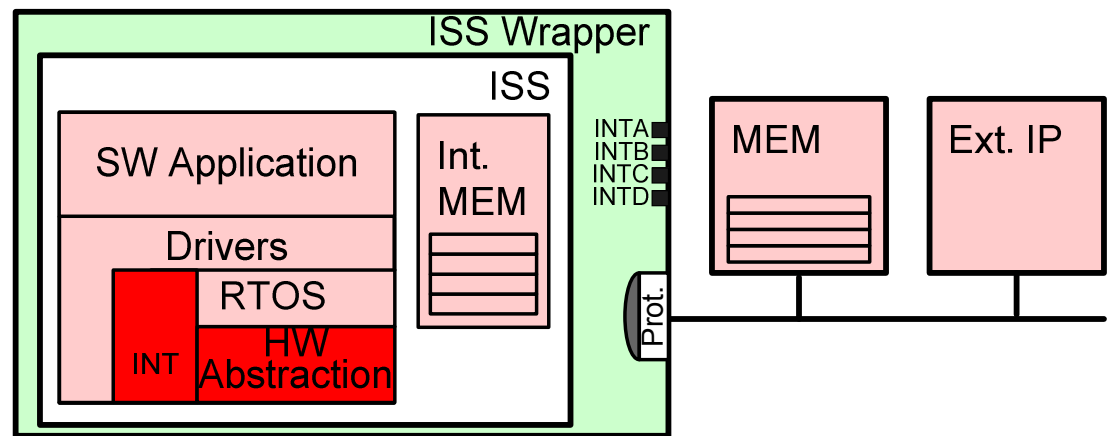 ISS Wrapper
ISS
SW Application
Int.
MEM
INTA
INTB
INTC
INTD
MEM
Ext. IP
Drivers
RTOS
INT
HW
Abstraction
Prot.